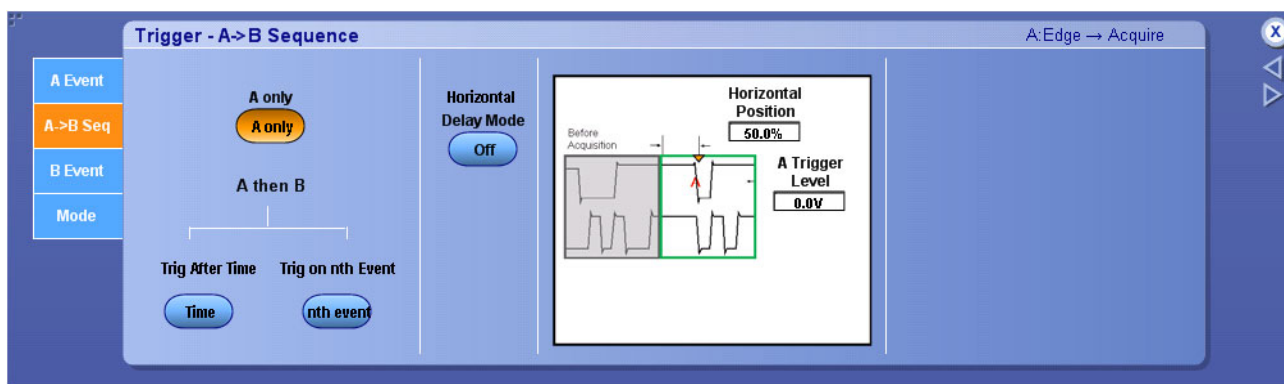 Trigger - A->B Sequence
A:Edge → Acquire
X
A Event
A->B Seq
B Event
Mode
A only
A only
A then B
Trig After Time
Time
Trig on nth Event
nth event
Horizontal
Delay Mode
Off
Before
Acquisition
A
Horizontal
Position
50.0%
A Trigger
Level
0.0V